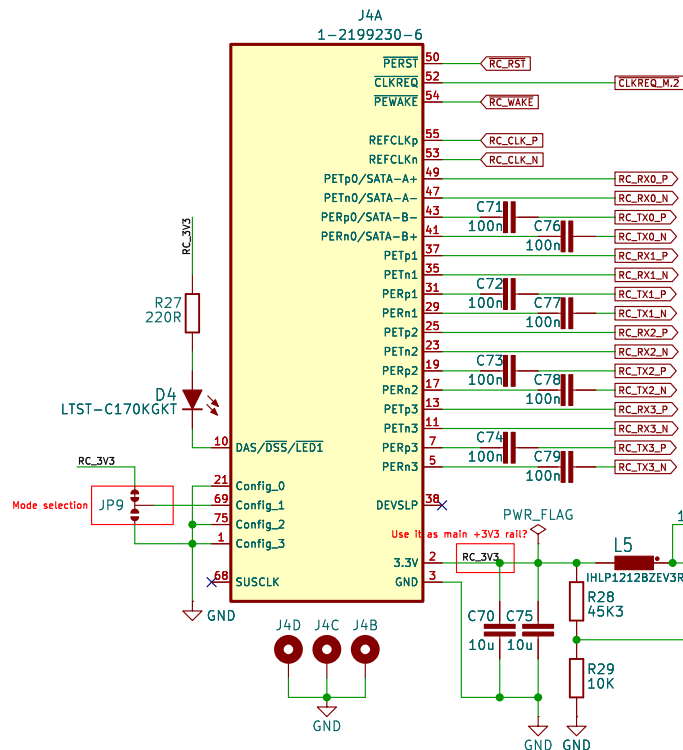 J4A
1-2199230-6
PERST 50 RC_RST
CLKREQ 52 CLKREQ_M.2
PEWAKE 54 RC_WAKE
REFCLKp 55 RC_CLK_P
REFCLKn 53 RC_CLK_N
PETp0/SATA-A+ 49 RC_RX0_P
PETn0/SATA-A- 47 RC_RX0_N
PERp0/SATA-B- 43 C71 100n RC_TX0_P
PERn0/SATA-B+ 41 C76 100n RC_TX0_N
PETp1 37 RC_RX1_P
PETn1 35 RC_RX1_N
PERp1 31 C72 100n RC_TX1_P
PERn1 29 C77 100n RC_TX1_N
PETp2 25 RC_RX2_P
PETn2 23 RC_RX2_N
PERp2 19 C73 100n RC_TX2_P
PERn2 17 C78 100n RC_TX2_N
PETp3 13 RC_RX3_P
PETn3 11 RC_RX3_N
PERp3 7 C74 100n RC_TX3_P
PERn3 5 C79 100n RC_TX3_N
RC_3V3
R27
220R
D4
LTST-C170KGKT
10 DAS/DSS/LED1
RC_3V3
21 Config_0
Mode selection JP9 69 Config_1
75 Config_2
1 Config_3
68 SUSCLK
DEVSLP 38
PWR_FLAG
Use it as main +3V3 rail?
3.3V 2 RC_3V3
GND 3
1
L5
IHLP1212BZEV3R
R28
45K3
C70 C75
10u 10u
R29
10K
GND
J4D J4C J4B
GND
GND GND